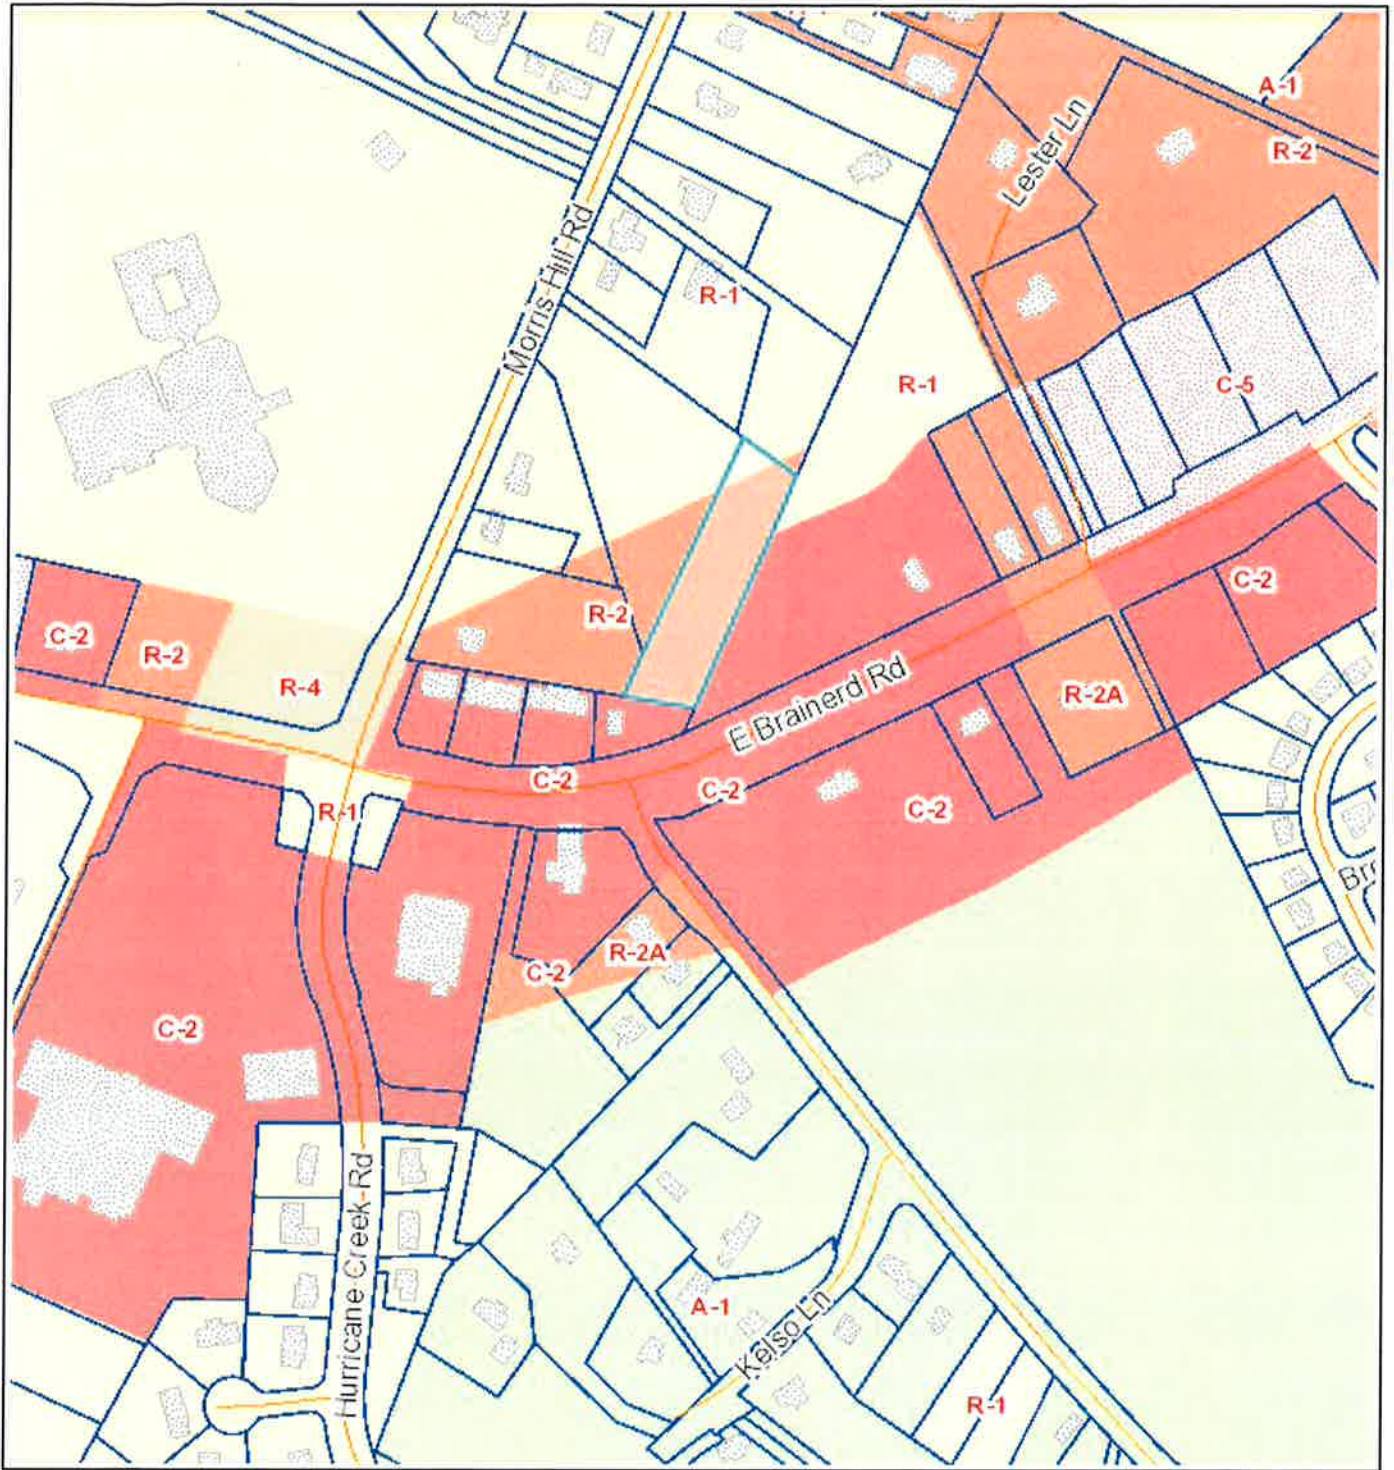 A-1
R-2
Lester Ln
Morris Hill Rd
R-1
R-1
C-5
C-2
R-2
C-2
R-2
R-4
R-2A
E Brainerd Rd
C-2
C-2
C-2
R-1
R-2A
C-2
C-2
Hurricane Creek Rd
A-1
Kelso Ln
R-1